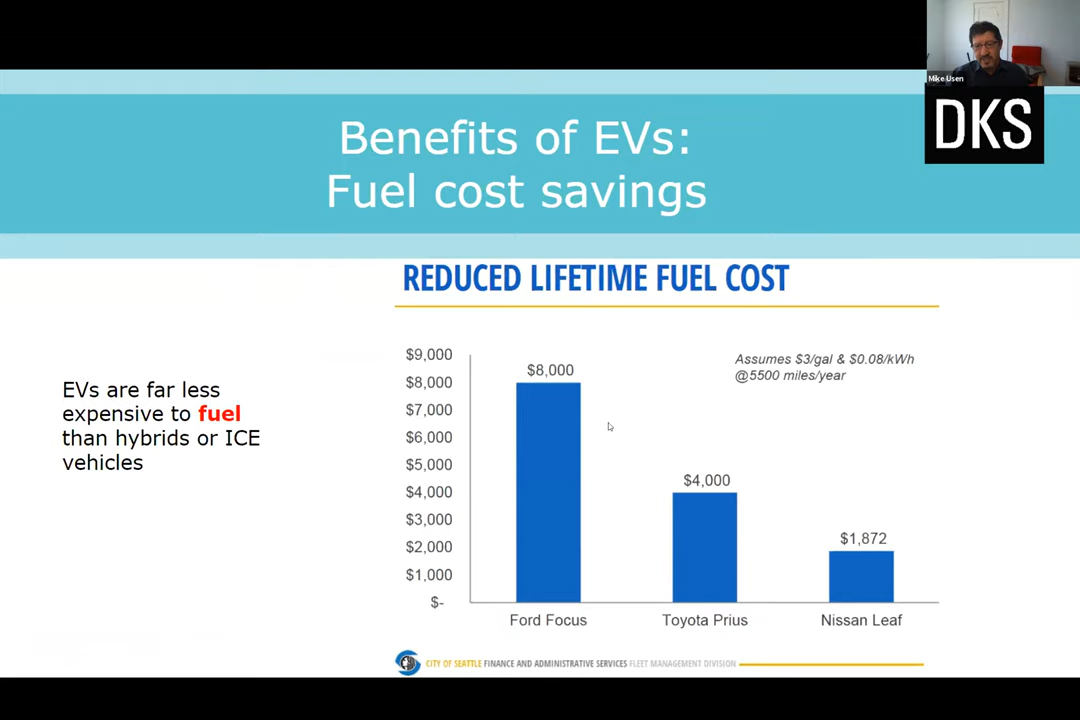 Mike Usen
DKS
Benefits of EVs:
Fuel cost savings
REDUCED LIFETIME FUEL COST
EVs are far less
expensive to fuel
than hybrids or ICE
vehicles
Assumes $3/gal & $0.08/kWh
@5500 miles/year
$9,000
$8,000
$7,000
$6,000
$5,000
$4,000
$3,000
$2,000
$1,000
$-
$8,000
$4,000
$1,872
Ford Focus
Toyota Prius
Nissan Leaf
CITY OF SEATTLE FINANCE AND ADMINISTRATIVE SERVICES FLEET MANAGEMENT DIVISION